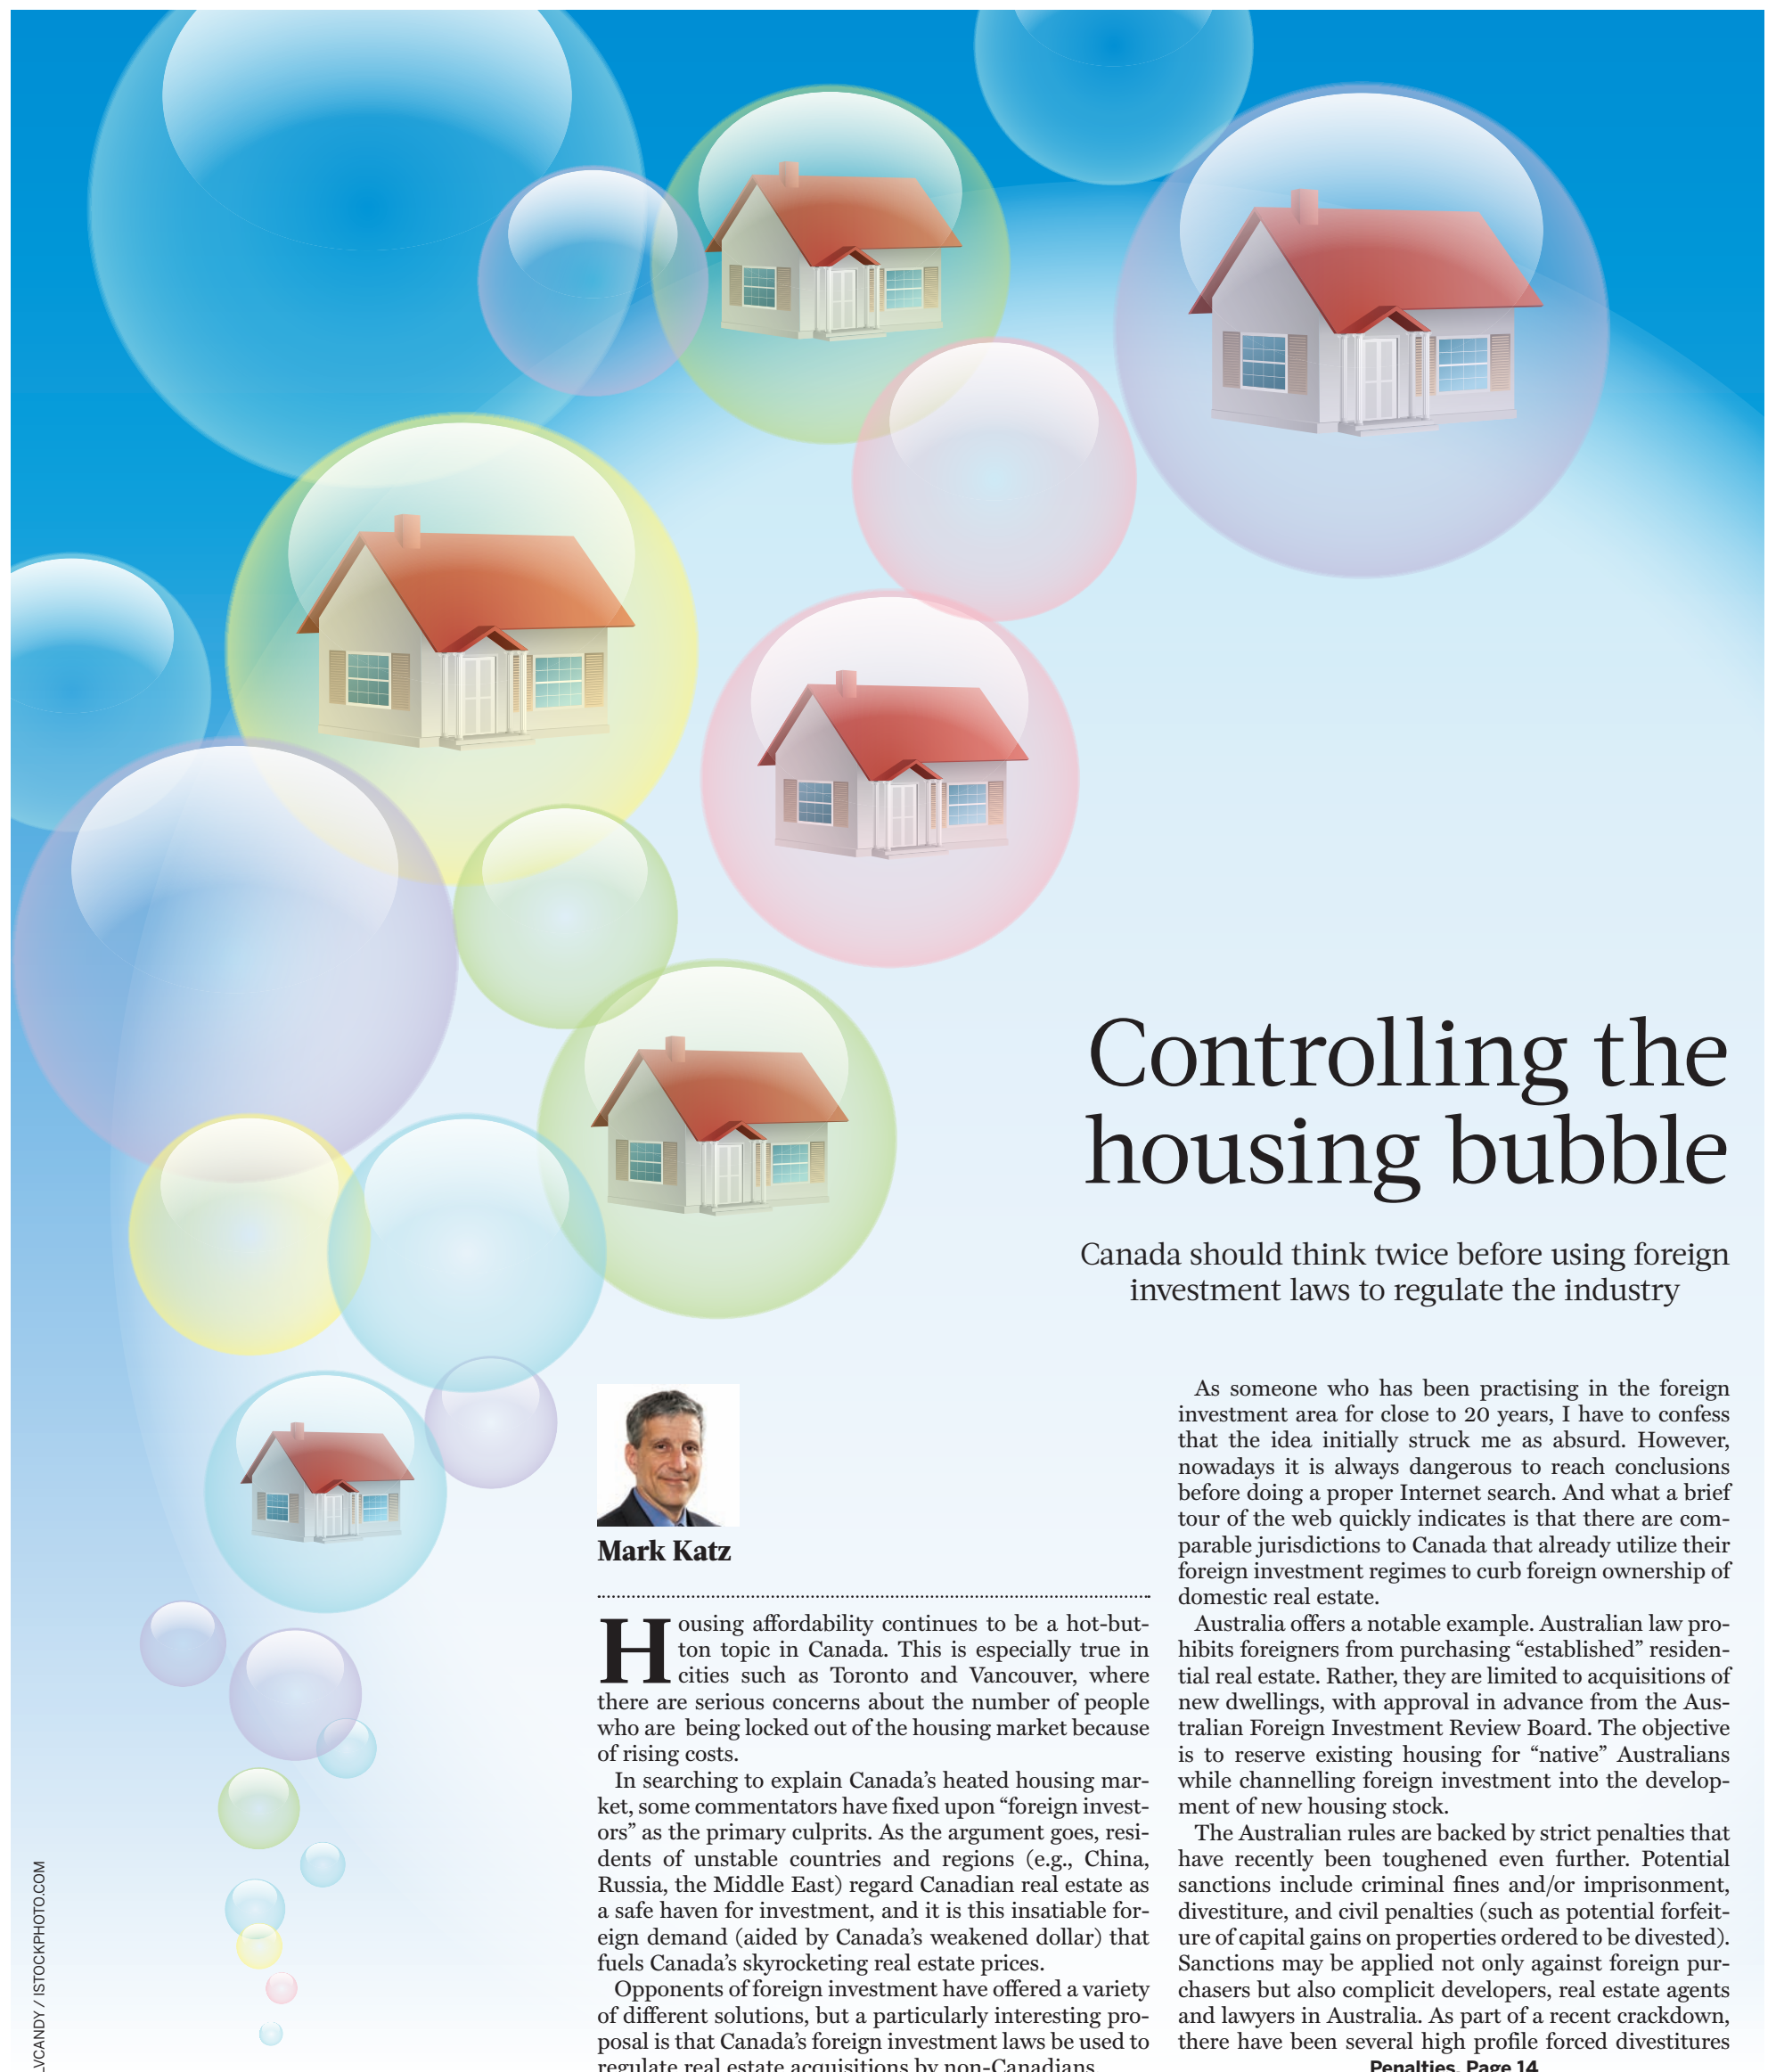 Controlling the
housing bubble
Canada should think twice before using foreign
investment laws to regulate the industry
Mark Katz
Housing affordability continues to be a hot-but-
ton topic in Canada. This is especially true in
cities such as Toronto and Vancouver, where
there are serious concerns about the number of people
who are being locked out of the housing market because
of rising costs.
In searching to explain Canada’s heated housing mar-
ket, some commentators have fixed upon “foreign invest-
ors” as the primary culprits. As the argument goes, resi-
dents of unstable countries and regions (e.g., China,
Russia, the Middle East) regard Canadian real estate as
a safe haven for investment, and it is this insatiable for-
eign demand (aided by Canada’s weakened dollar) that
fuels Canada’s skyrocketing real estate prices.
Opponents of foreign investment have offered a variety
of different solutions, but a particularly interesting pro-
posal is that Canada’s foreign investment laws be used to
regulate real estate acquisitions by non-Canadians.
As someone who has been practising in the foreign
investment area for close to 20 years, I have to confess
that the idea initially struck me as absurd. However,
nowadays it is always dangerous to reach conclusions
before doing a proper Internet search. And what a brief
tour of the web quickly indicates is that there are com-
parable jurisdictions to Canada that already utilize their
foreign investment regimes to curb foreign ownership of
domestic real estate.
Australia offers a notable example. Australian law pro-
hibits foreigners from purchasing “established” residen-
tial real estate. Rather, they are limited to acquisitions of
new dwellings, with approval in advance from the Aus-
tralian Foreign Investment Review Board. The objective
is to reserve existing housing for “native” Australians
while channelling foreign investment into the develop-
ment of new housing stock.
The Australian rules are backed by strict penalties that
have recently been toughened even further. Potential
sanctions include criminal fines and/or imprisonment,
divestiture, and civil penalties (such as potential forfeit-
ure of capital gains on properties ordered to be divested).
Sanctions may be applied not only against foreign pur-
chasers but also complicit developers, real estate agents
and lawyers in Australia. As part of a recent crackdown,
there have been several high profile forced divestitures
Penalties, Page 14
/ ISTOCKPHOTO.COM